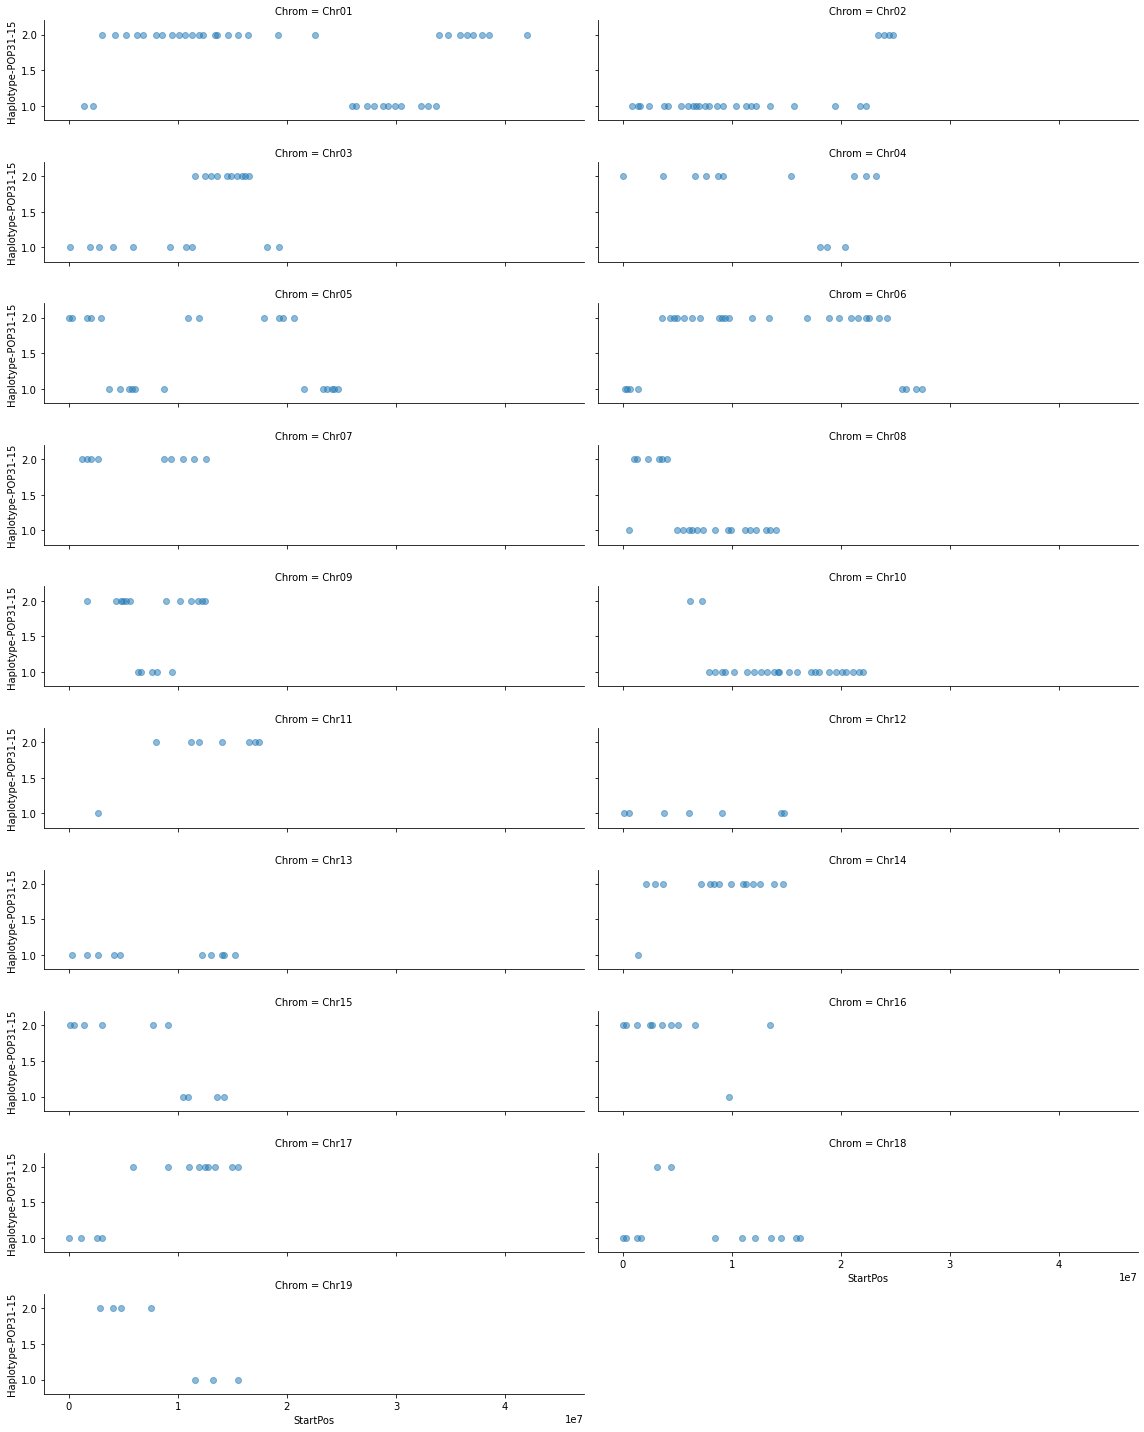 Chrom = Chr01
Chrom = Chr02
Haplotype-POP31-15
2.0
1.5
1.0
Chrom = Chr03
Chrom = Chr04
Haplotype-POP31-15
2.0
1.5
1.0
Chrom = Chr05
Chrom = Chr06
Haplotype-POP31-15
2.0
1.5
1.0
Chrom = Chr07
Chrom = Chr08
Haplotype-POP31-15
2.0
1.5
1.0
Chrom = Chr09
Chrom = Chr10
Haplotype-POP31-15
2.0
1.5
1.0
Chrom = Chr11
Chrom = Chr12
Haplotype-POP31-15
2.0
1.5
1.0
Chrom = Chr13
Chrom = Chr14
Haplotype-POP31-15
2.0
1.5
1.0
Chrom = Chr15
Chrom = Chr16
Haplotype-POP31-15
2.0
1.5
1.0
Chrom = Chr17
Chrom = Chr18
Haplotype-POP31-15
2.0
1.5
1.0
0 1 2 3 4
StartPos
1e7
Chrom = Chr19
Haplotype-POP31-15
2.0
1.5
1.0
0 1 2 3 4
StartPos
1e7